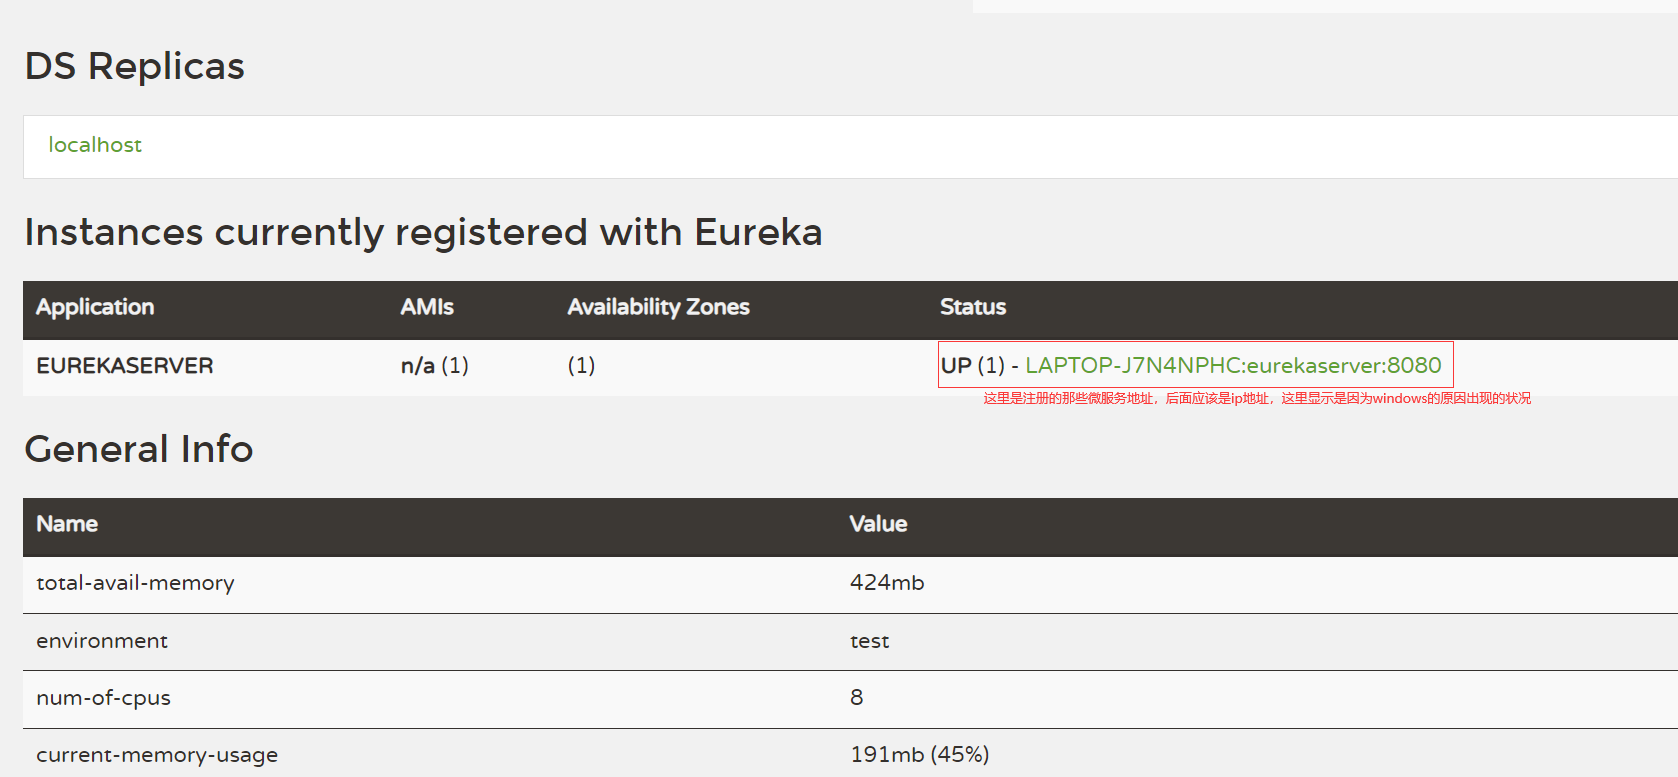 DS Replicas
localhost
Instances currently registered with Eureka
Application AMIs Availability Zones Status
EUREKASERVER n/a (1) (1) UP (1) - LAPTOP-J7N4NPHC:eurekaserver:8080
这里是注册的那些微服务地址，后面应该是ip地址，这里显示是因为windows的原因出现的状况
General Info
Name Value
total-avail-memory 424mb
environment test
num-of-cpus 8
current-memory-usage 191mb (45%)